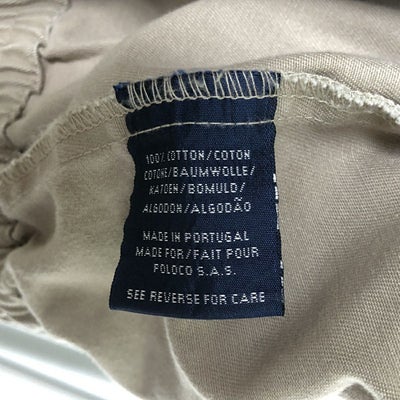 100% COTTON/COTON
COTONE/BAUMWOLLE/
KATOEN/BOMULD/
ALGODON/ALGODÃO
MADE IN PORTUGAL
MADE FOR/FAIT POUR
POLOCO S.A.S.
SEE REVERSE FOR CARE